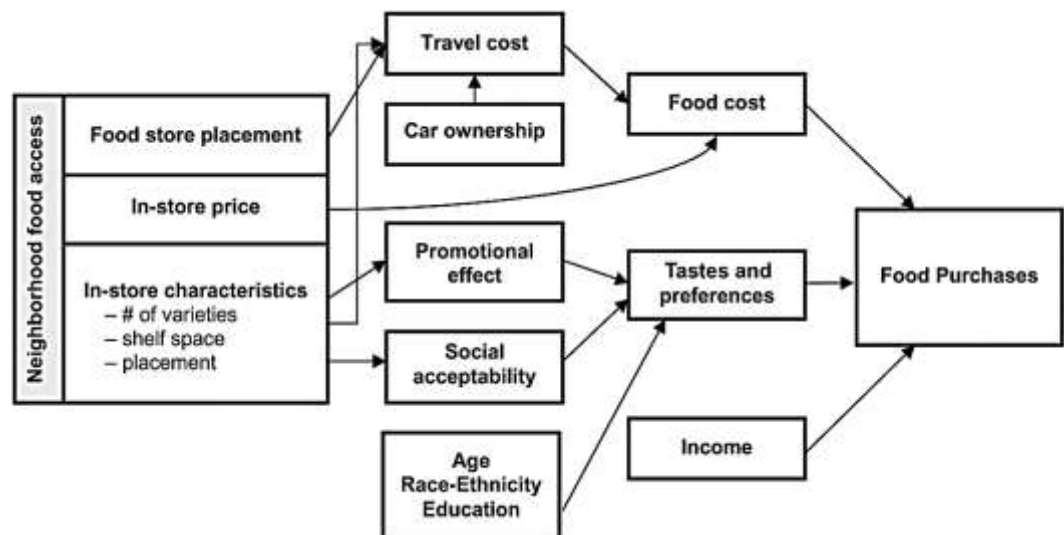 Neighborhood food access
Food store placement
In-store price
In-store characteristics
– # of varieties
– shelf space
– placement
Travel cost
Car ownership
Promotional
effect
Social
acceptability
Age
Race-Ethnicity
Education
Food cost
Tastes and
preferences
Income
Food Purchases